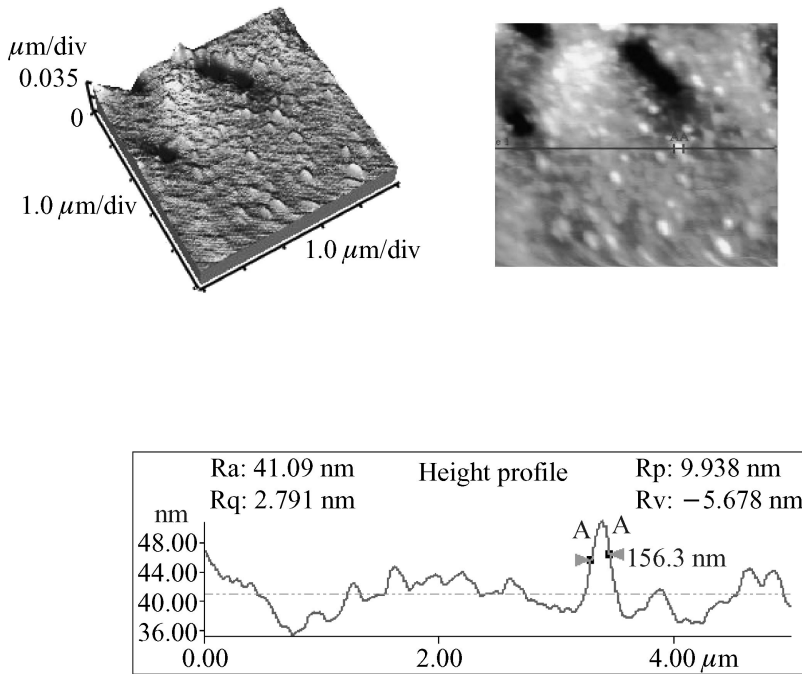 μm/div
0.035
0
1.0 μm/div
1.0 μm/div
AA
Ra: 41.09 nm
Rq: 2.791 nm
Height profile
Rp: 9.938 nm
Rv: −5.678 nm
nm
48.00
44.00
40.00
36.00
A
A
156.3 nm
0.00
2.00
4.00 μm